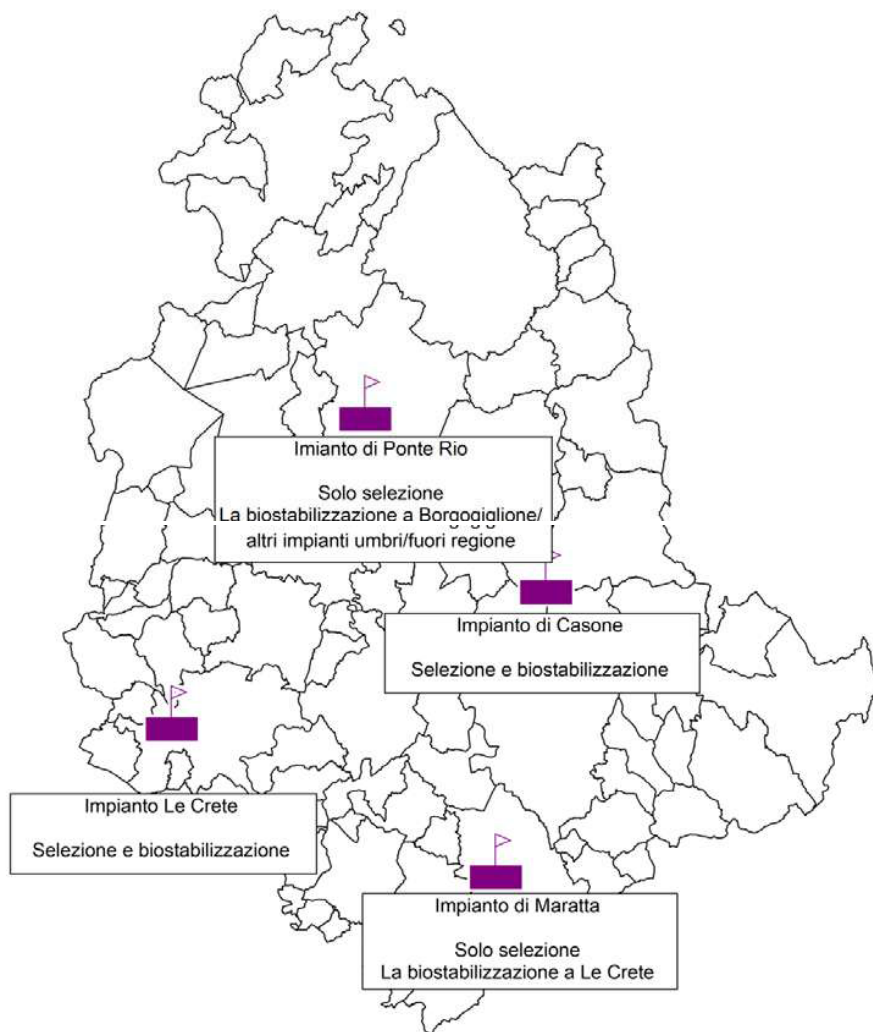 Imianto di Ponte Rio
Solo selezione
La biostabilizzazione a Borgogiglione/
altri impianti umbri/fuori regione
Impianto di Casone
Selezione e biostabilizzazione
Impianto Le Crete
Selezione e biostabilizzazione
Impianto di Maratta
Solo selezione
La biostabilizzazione a Le Crete